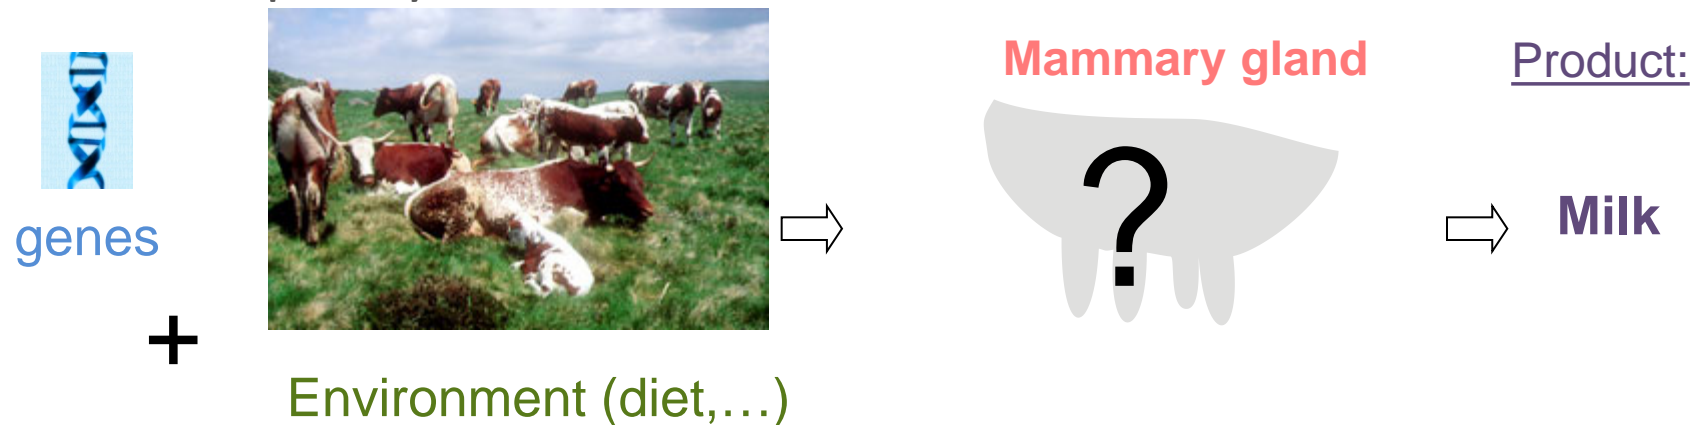 Mammary gland
Product:
genes
?
Milk
+
Environment (diet,…)